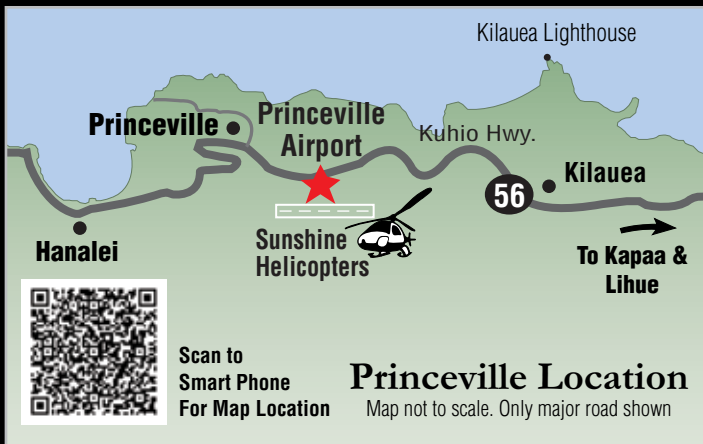 Kilauea Lighthouse
Princeville
Princeville
Airport
Kuhio Hwy.
56
Kilauea
Hanalei
Sunshine
Helicopters
To Kapaa &
Lihue
Scan to
Smart Phone
For Map Location
Princeville Location
Map not to scale. Only major road shown